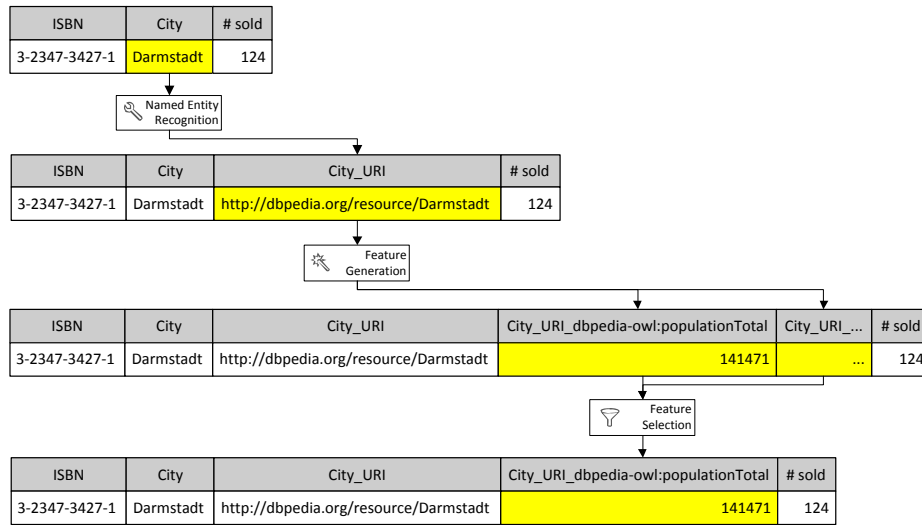 ISBN City # sold
3-2347-3427-1 Darmstadt 124
Named Entity
Recognition
ISBN City City_URI # sold
3-2347-3427-1 Darmstadt http://dbpedia.org/resource/Darmstadt 124
Feature
Generation
ISBN City City_URI City_URI_dbpedia-owl:populationTotal City_URI_... # sold
3-2347-3427-1 Darmstadt http://dbpedia.org/resource/Darmstadt 141471 ... 124
Feature
Selection
ISBN City City_URI City_URI_dbpedia-owl:populationTotal # sold
3-2347-3427-1 Darmstadt http://dbpedia.org/resource/Darmstadt 141471 124